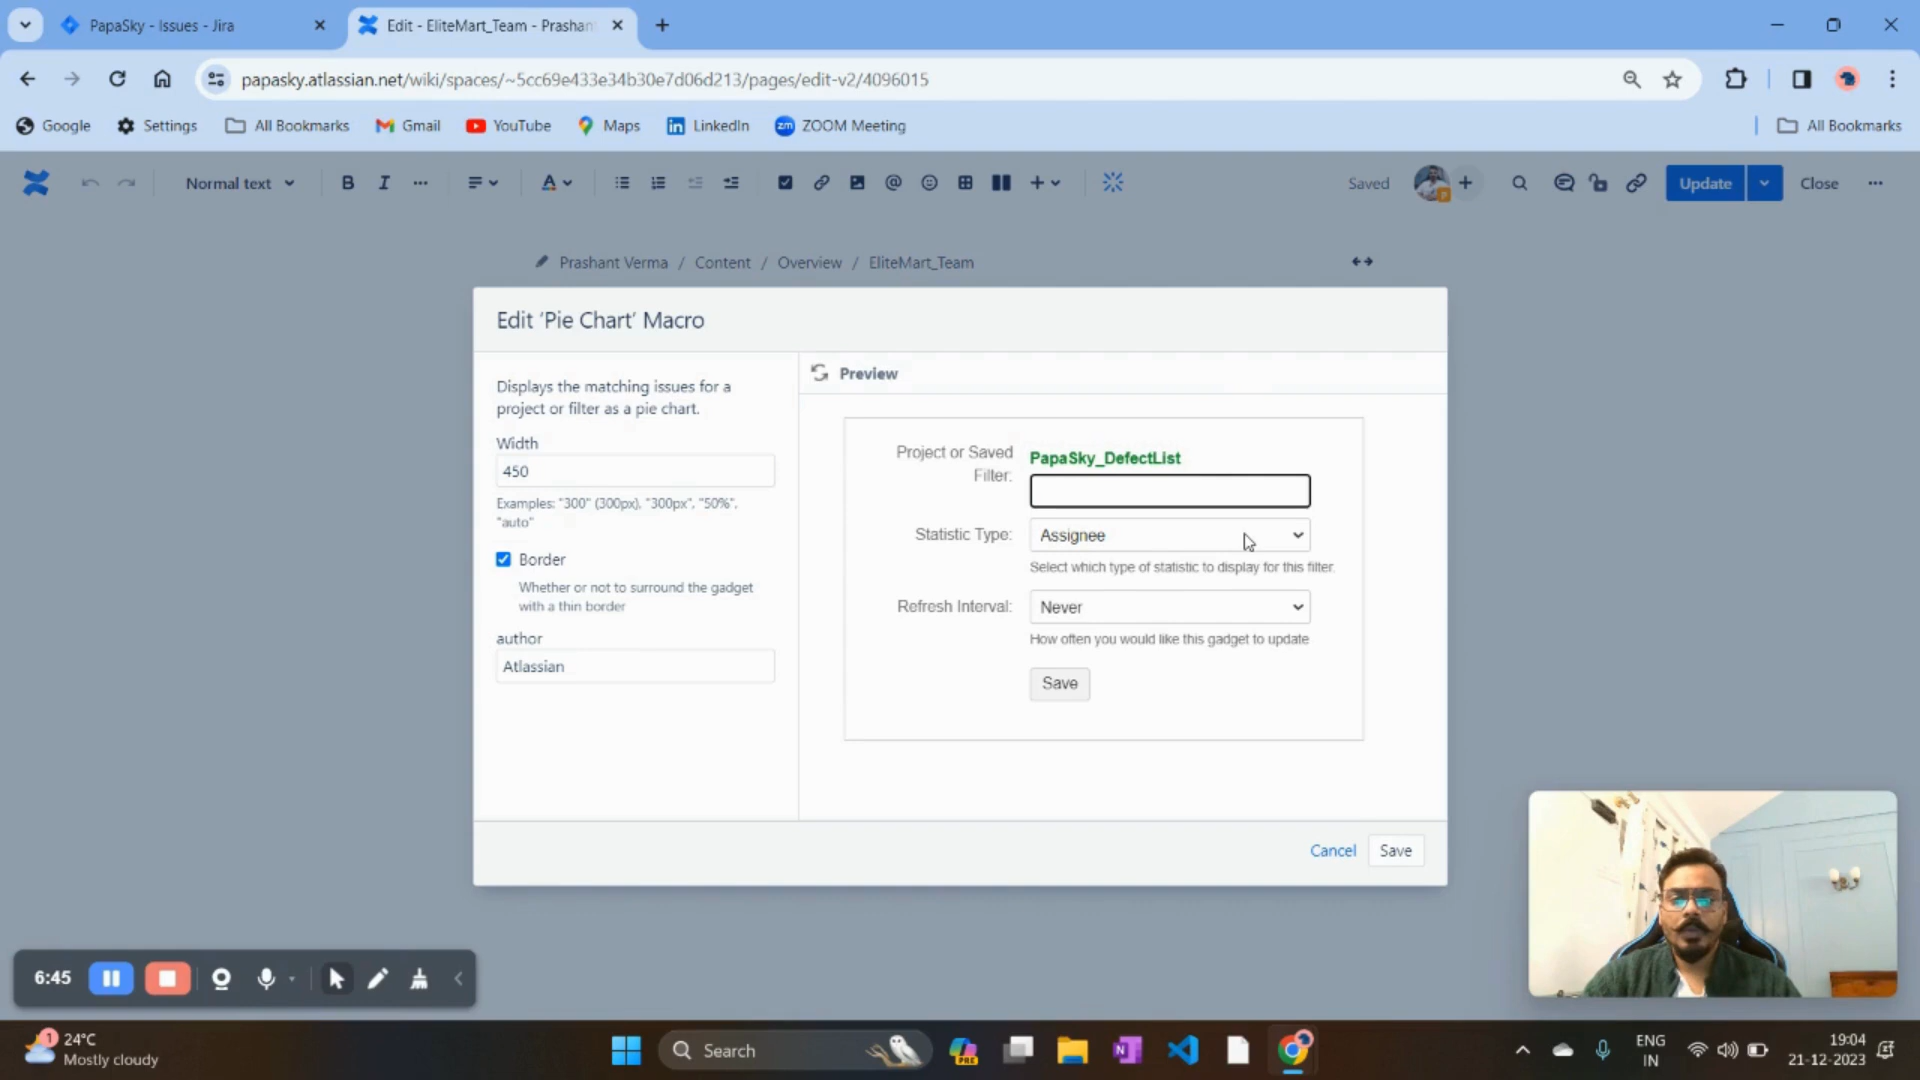 PapaSky - Issues - Jira
Edit - EliteMart_Team - Prashan
papasky.atlassian.net/wiki/spaces/~5cc69e433e34b30e7d06d213/pages/edit-v2/4096015
Google
Settings
All Bookmarks
Gmail
YouTube
Maps
LinkedIn
ZOOM Meeting
All Bookmarks
Normal text
B
I
A
Saved
Update
Close
Prashant Verma / Content / Overview / EliteMart_Team
Edit ‘Pie Chart’ Macro
Displays the matching issues for a
project or filter as a pie chart.
Width
450
Examples: "300" (300px), "300px", "50%",
"auto"
Border
Whether or not to surround the gadget
with a thin border
author
Atlassian
Preview
Project or Saved
Filter:
PapaSky_DefectList
Statistic Type:
Assignee
Select which type of statistic to display for this filter.
Refresh Interval:
Never
How often you would like this gadget to update
Save
Cancel
Save
6:45
1
24°C
Mostly cloudy
Search
PRE
ENG
IN
19:04
21-12-2023